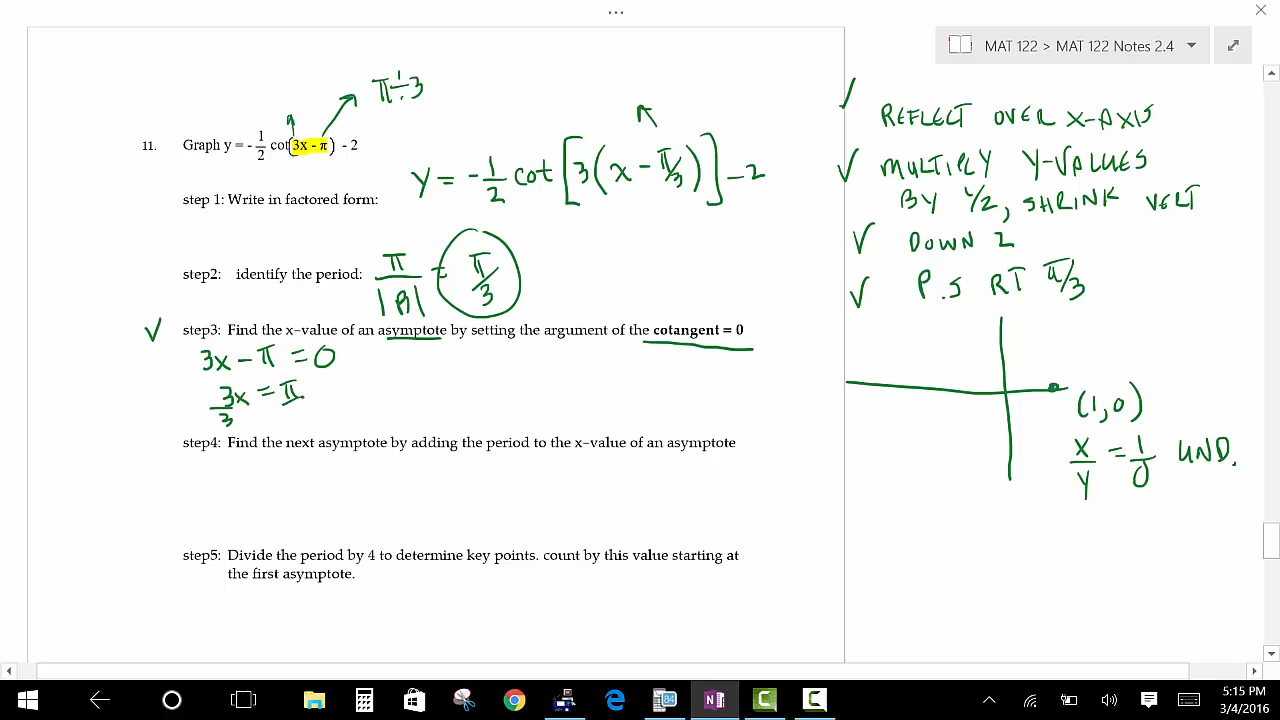 MAT 122 > MAT 122 Notes 2.4
π÷3
11. Graph y = - 1/2 cot(3x - π) - 2
y = -1/2 cot[3(x - π/3)] - 2
step 1: Write in factored form:
step2: identify the period: π/|B| = π/3
✓ step3: Find the x-value of an asymptote by setting the argument of the cotangent = 0
3x - π = 0
3x = π
3
step4: Find the next asymptote by adding the period to the x-value of an asymptote
step5: Divide the period by 4 to determine key points. count by this value starting at
the first asymptote.
✓ REFLECT OVER X-AXIS
✓ MULTIPLY Y-VALUES
BY 1/2, SHRINK VERT
✓ DOWN 2
✓ P.S RT π/3
(1,0)
x/y = 1/0 UND.
5:15 PM
3/4/2016